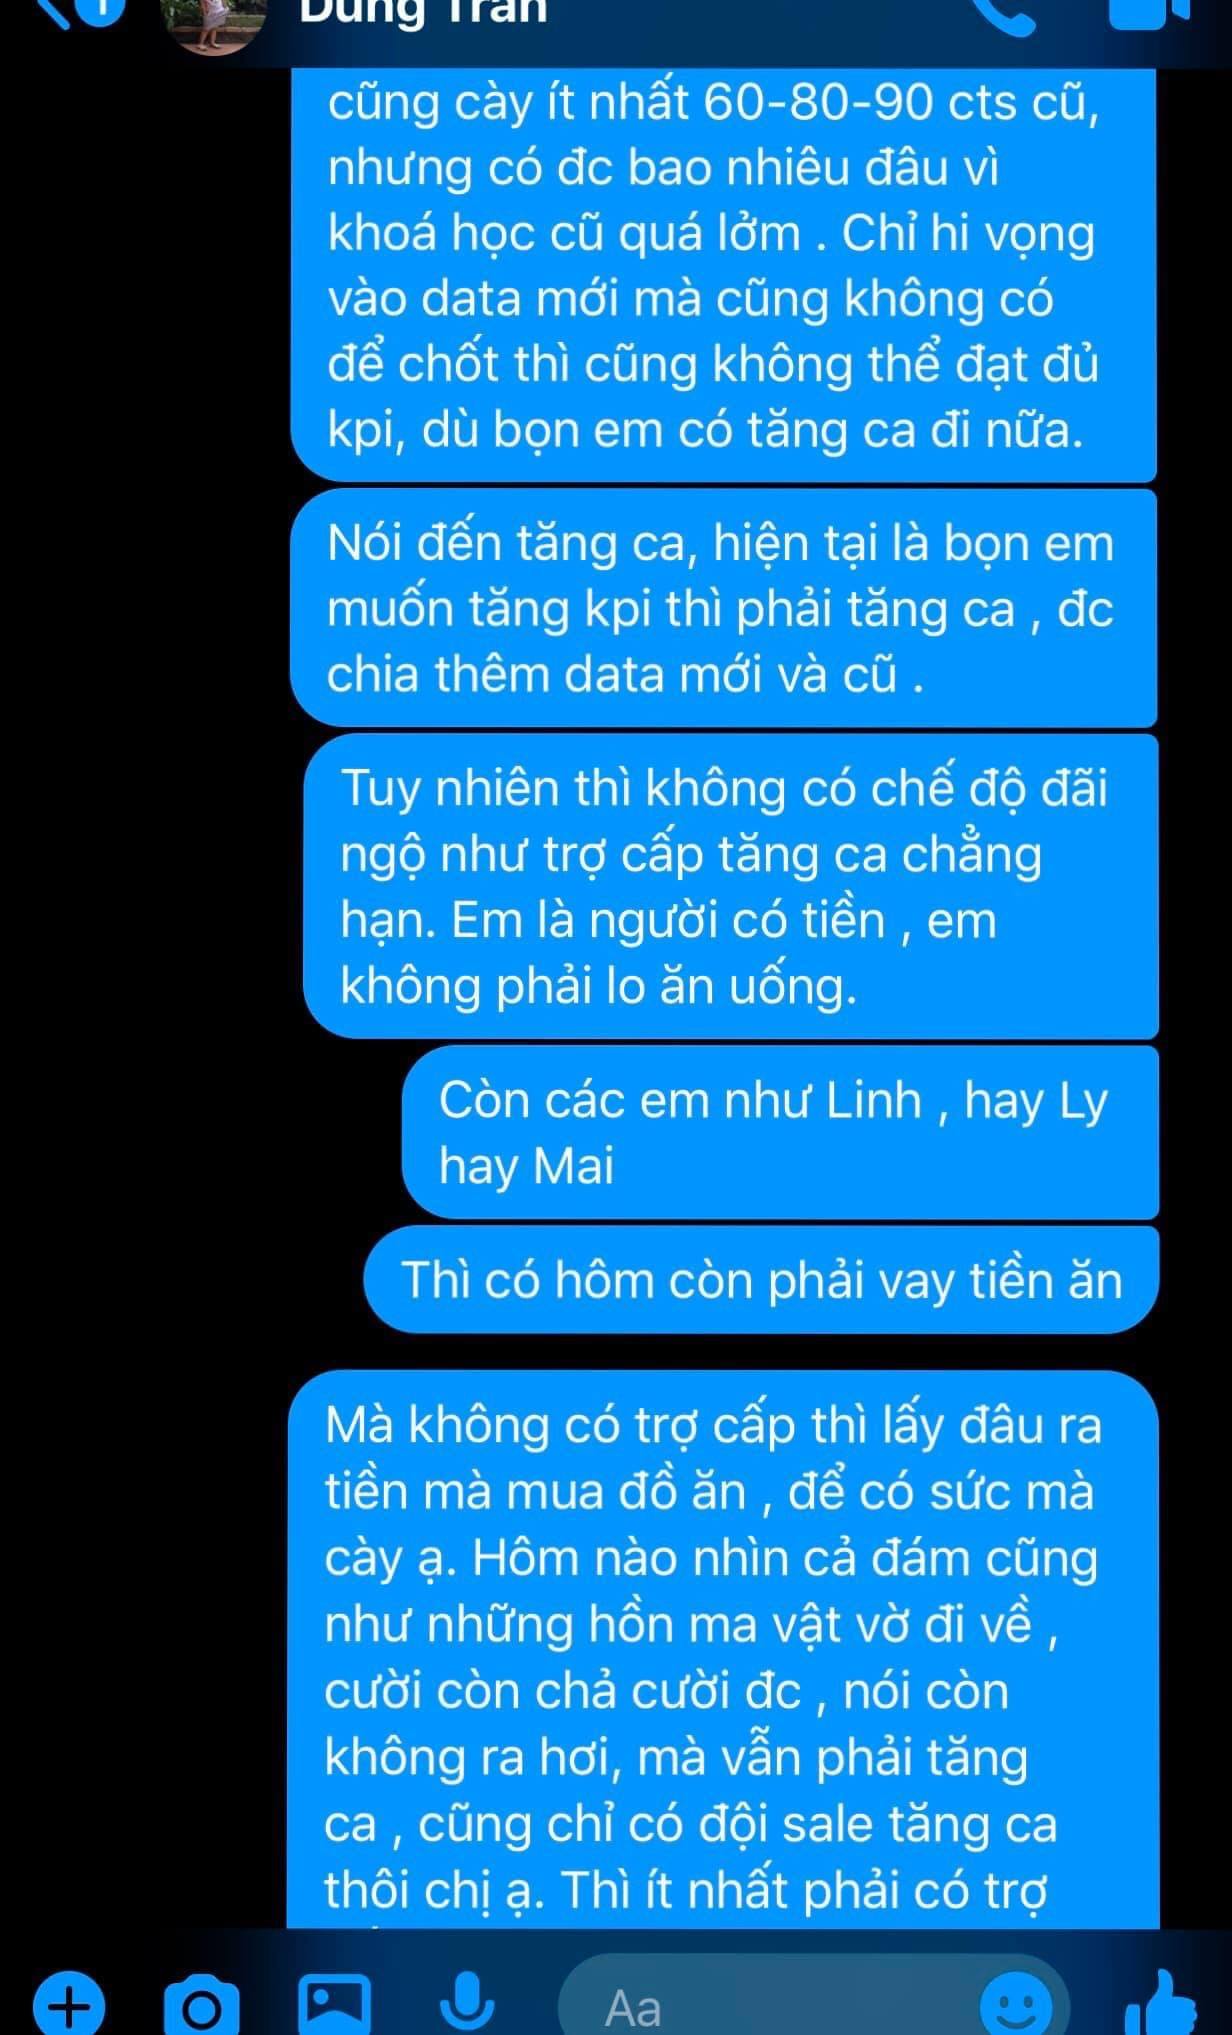 1
Dung Tran
cũng cày ít nhất 60-80-90 cts cũ,
nhưng có đc bao nhiêu đâu vì
khoá học cũ quá lởm . Chỉ hi vọng
vào data mới mà cũng không có
để chốt thì cũng không thể đạt đủ
kpi, dù bọn em có tăng ca đi nữa.
Nói đến tăng ca, hiện tại là bọn em
muốn tăng kpi thì phải tăng ca , đc
chia thêm data mới và cũ .
Tuy nhiên thì không có chế độ đãi
ngộ như trợ cấp tăng ca chẳng
hạn. Em là người có tiền , em
không phải lo ăn uống.
Còn các em như Linh , hay Ly
hay Mai
Thì có hôm còn phải vay tiền ăn
Mà không có trợ cấp thì lấy đâu ra
tiền mà mua đồ ăn , để có sức mà
cày ạ. Hôm nào nhìn cả đám cũng
như những hồn ma vật vờ đi về ,
cười còn chả cười đc , nói còn
không ra hơi, mà vẫn phải tăng
ca , cũng chỉ có đội sale tăng ca
thôi chị ạ. Thì ít nhất phải có trợ
Aa